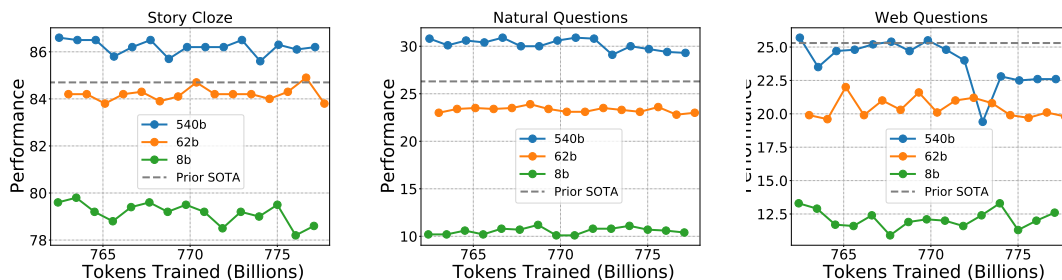 Story Cloze
86
84
82
80
78
765
770
775
Performance
Tokens Trained (Billions)
540b
62b
8b
Prior SOTA
Natural Questions
30
25
20
15
10
765
770
775
Performance
Tokens Trained (Billions)
540b
62b
8b
Prior SOTA
Web Questions
25.0
22.5
20.0
17.5
15.0
12.5
765
770
775
Performance
Tokens Trained (Billions)
540b
62b
8b
Prior SOTA